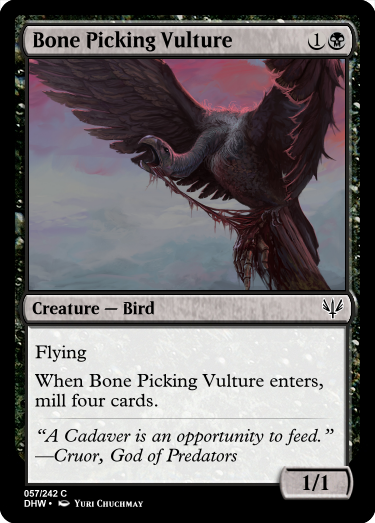 Bone Picking Vulture 1
Creature — Bird
Flying
When Bone Picking Vulture enters,
mill four cards.
“A Cadaver is an opportunity to feed.”
—Cruor, God of Predators
1/1
057/242 C
DHW • Yuri Chuchmay